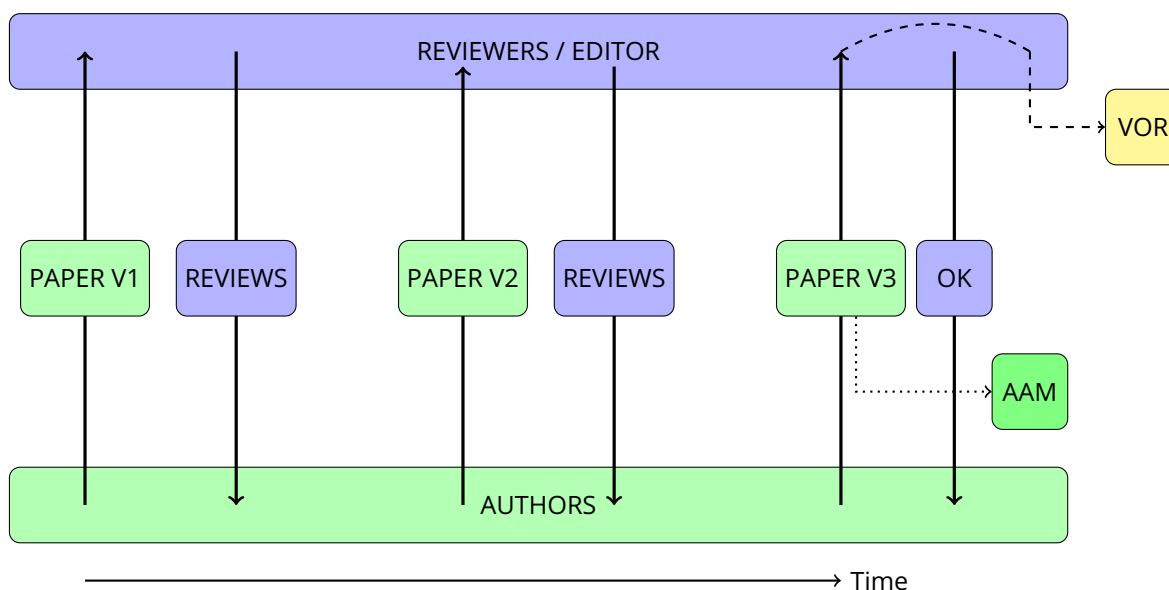 REVIEWERS / EDITOR
VOR
PAPER V1
REVIEWS
PAPER V2
REVIEWS
PAPER V3
OK
AAM
AUTHORS
Time